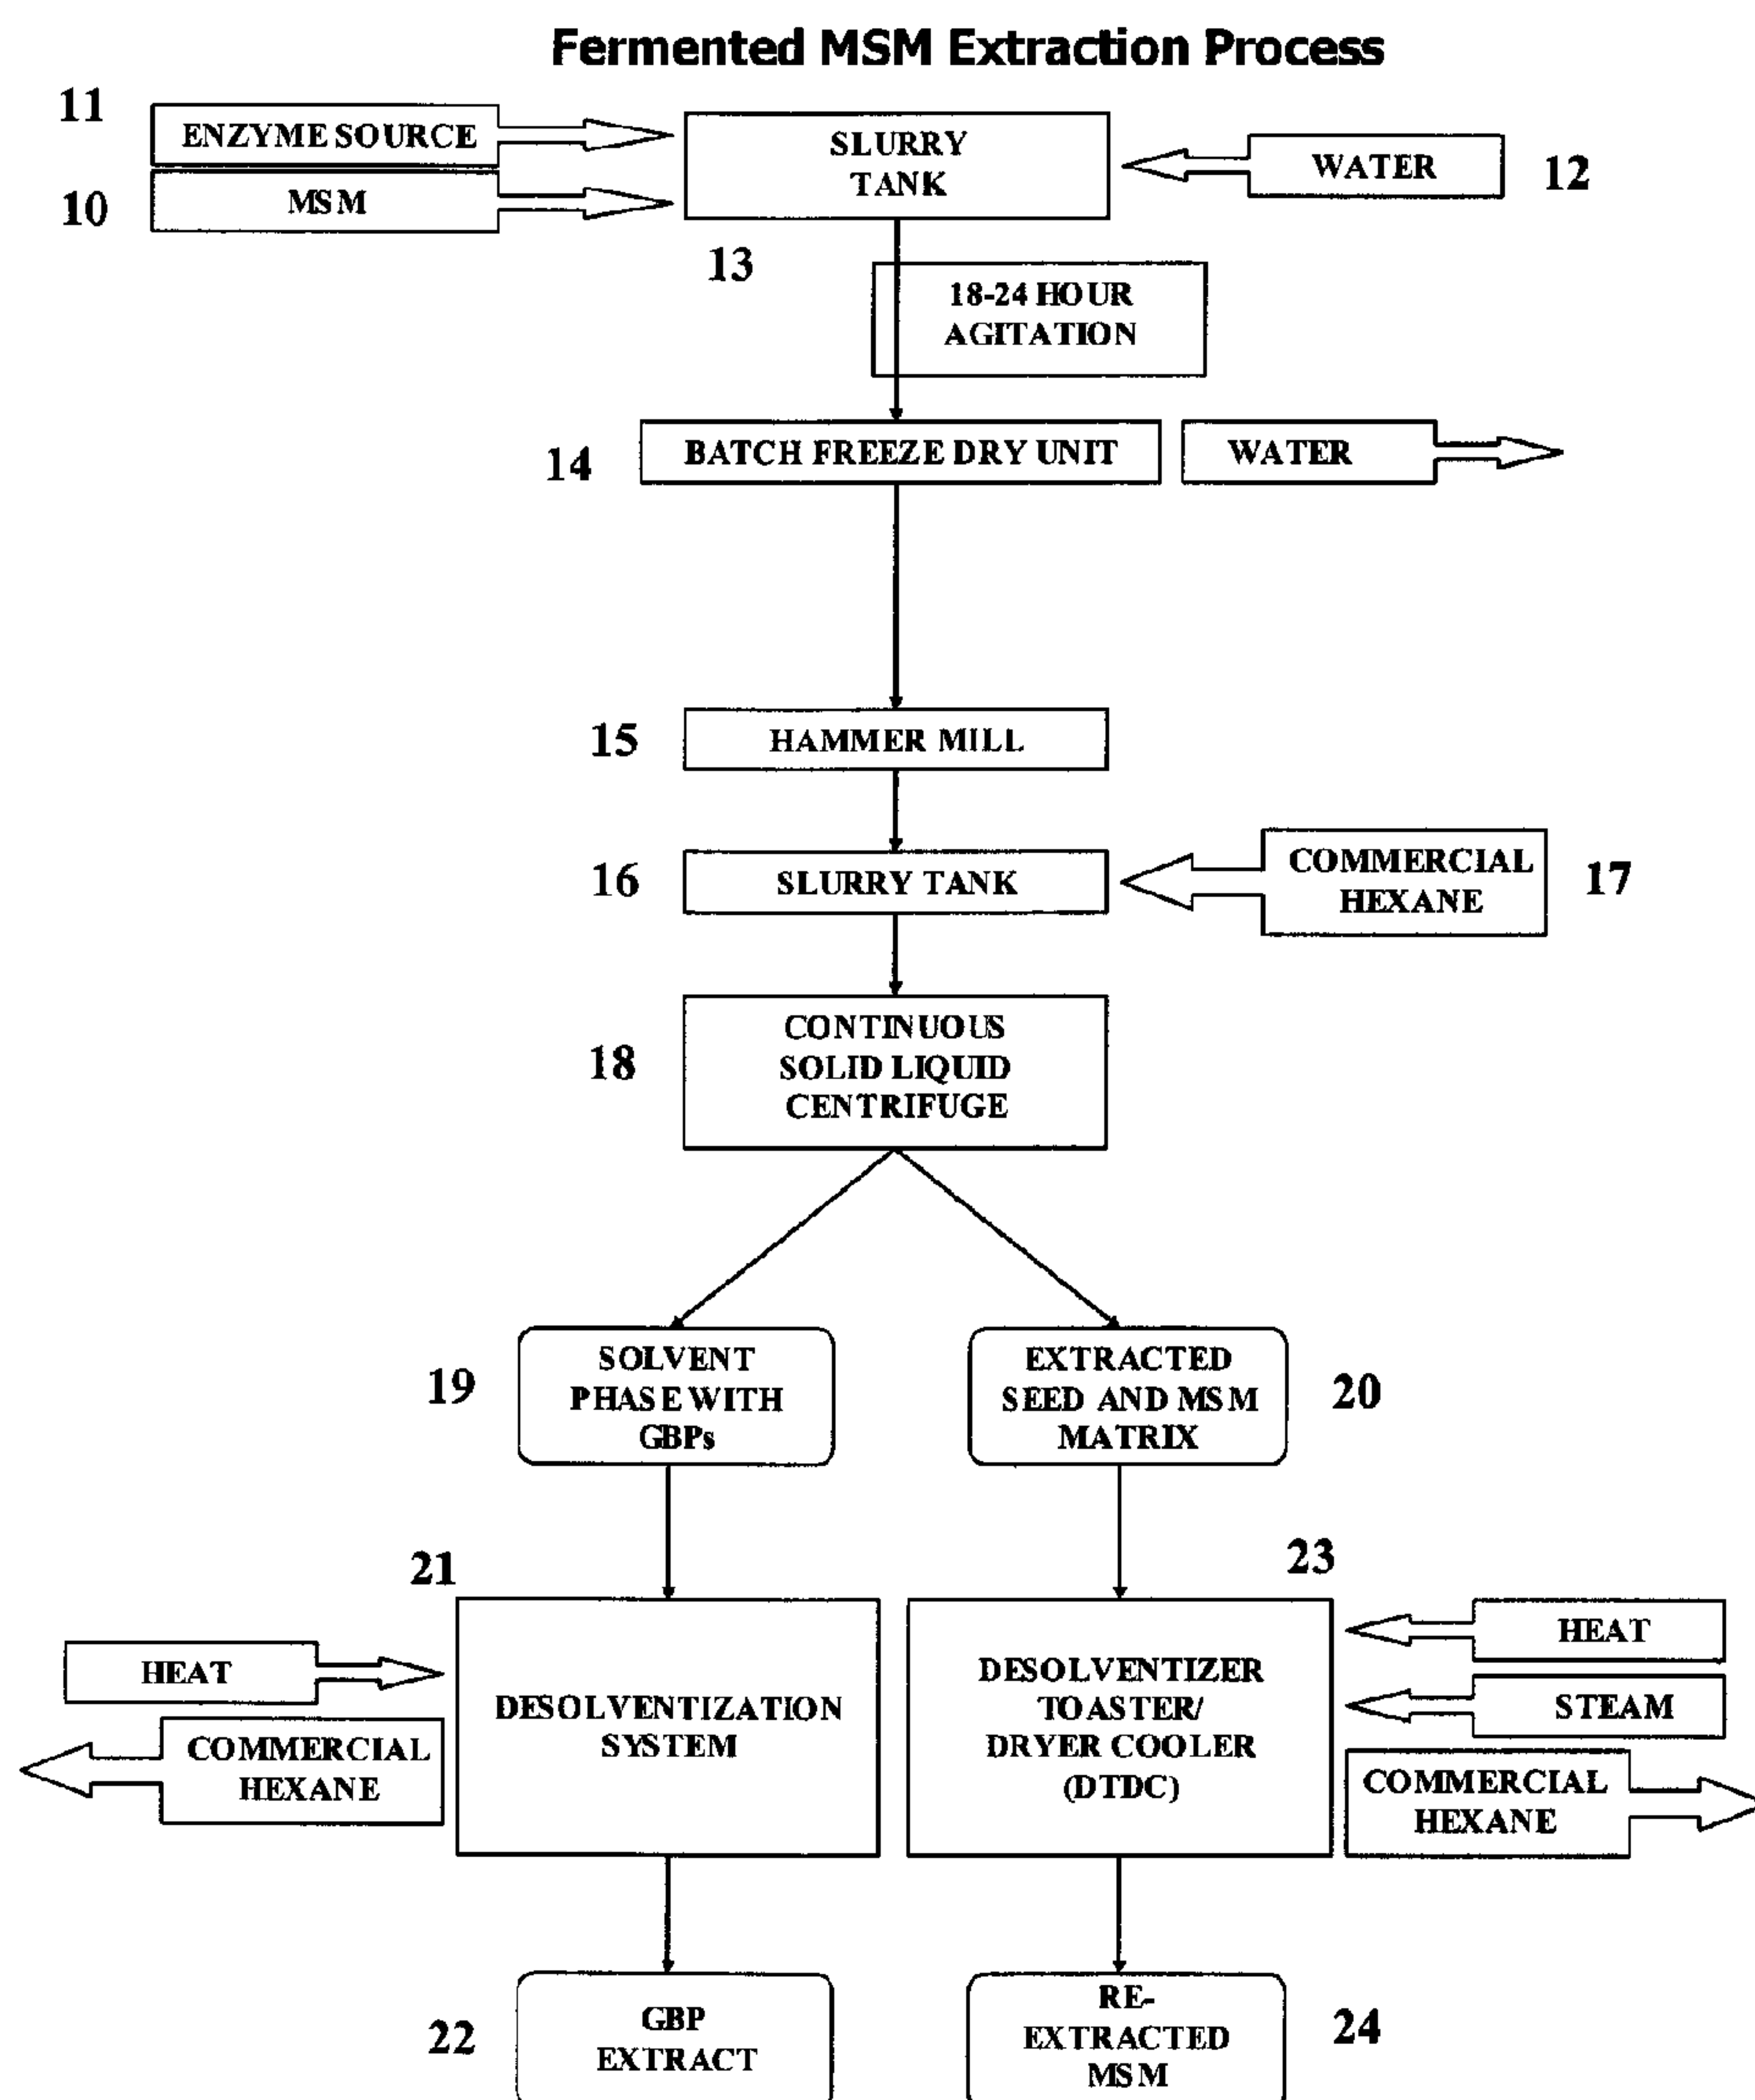 Fermented MSM Extraction Process
11
ENZYME SOURCE
SLURRY
TANK
WATER
12
10
MSM
13
18-24 HOUR
AGITATION
14
BATCH FREEZE DRY UNIT
WATER
15
HAMMER MILL
16
SLURRY TANK
COMMERCIAL
HEXANE
17
18
CONTINUOUS
SOLID LIQUID
CENTRIFUGE
19
SOLVENT
PHASE WITH
GBPs
EXTRACTED
SEED AND MSM
MATRIX
20
21
23
HEAT
COMMERCIAL
HEXANE
DESOLVENTIZATION
SYSTEM
DESOLVENTIZER
TOASTER/
DRYER COOLER
(DTDC)
HEAT
STEAM
COMMERCIAL
HEXANE
22
GBP
EXTRACT
RE-
EXTRACTED
MSM
24